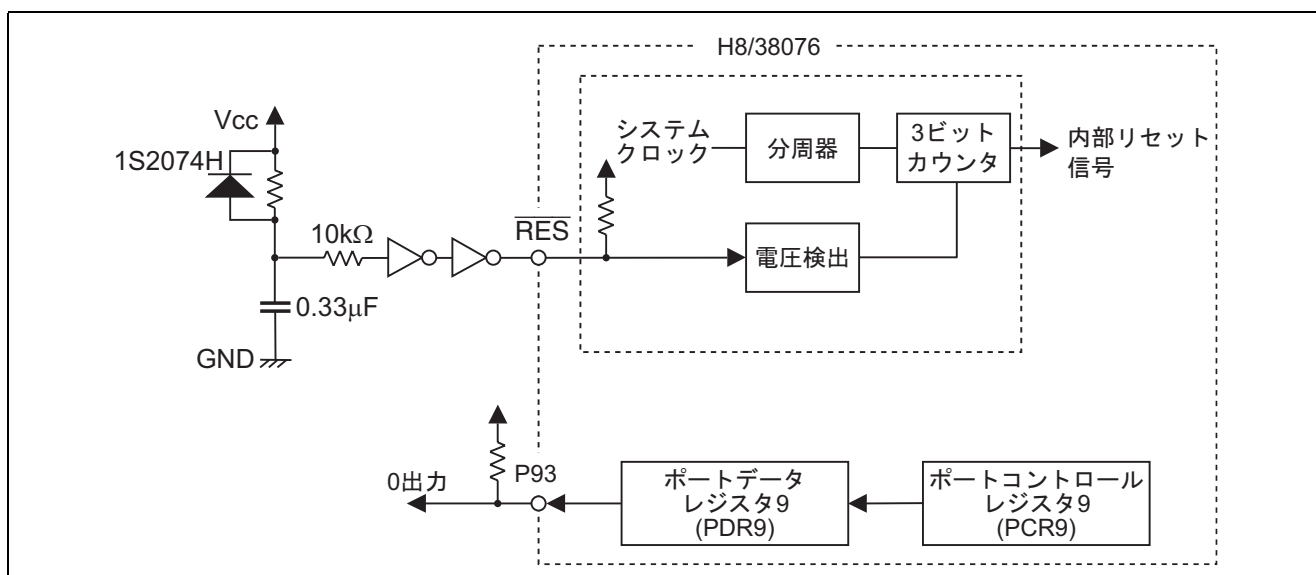 H8/38076
Vcc
1S2074H
10kΩ
0.33μF
GND
RES
システム
クロック
分周器
3ビット
カウンタ
内部リセット
信号
電圧検出
0出力
P93
ポートデータ
レジスタ9
(PDR9)
ポートコントロール
レジスタ9
(PCR9)